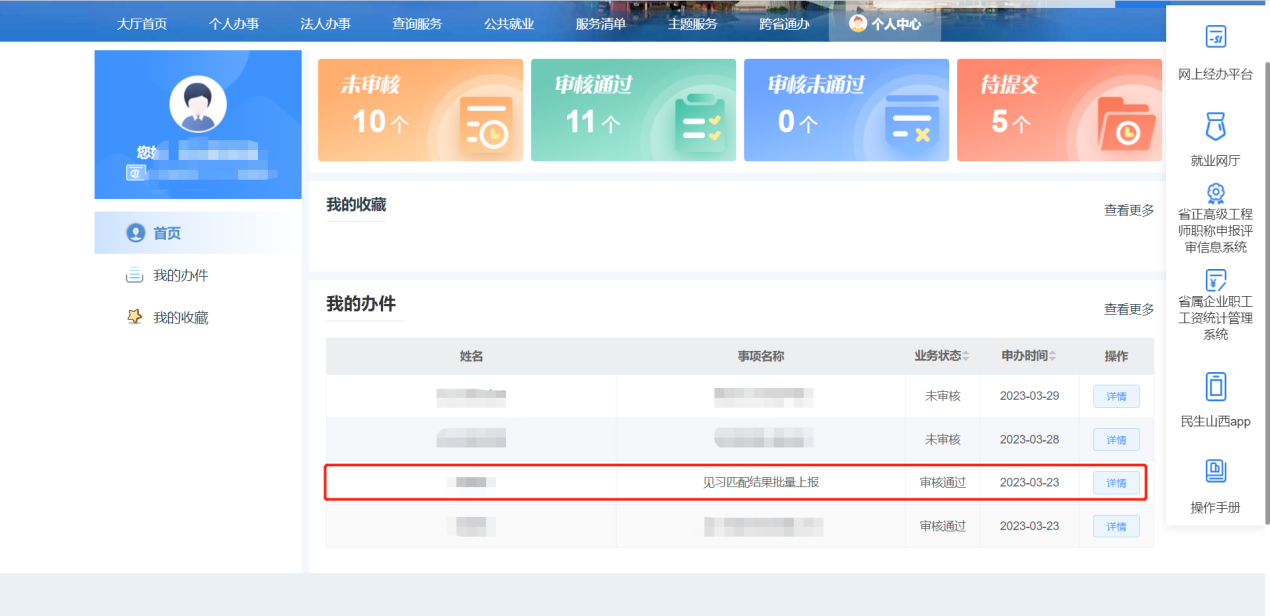 大厅首页 个人办事 法人办事 查询服务 公共就业 服务清单 主题服务 跨省通办 个人中心
您好
未审核
10个
审核通过
11个
审核未通过
0个
待提交
5个
首页
我的办件
我的收藏
我的收藏 查看更多
我的办件 查看更多
姓名 事项名称 业务状态 申办时间 操作
未审核 2023-03-29 详情
未审核 2023-03-28 详情
见习匹配结果批量上报 审核通过 2023-03-23 详情
审核通过 2023-03-23 详情
网上经办平台
就业网厅
省正高级工程
师职称申报评
审信息系统
省属企业职工
工资统计管理
系统
民生山西app
操作手册